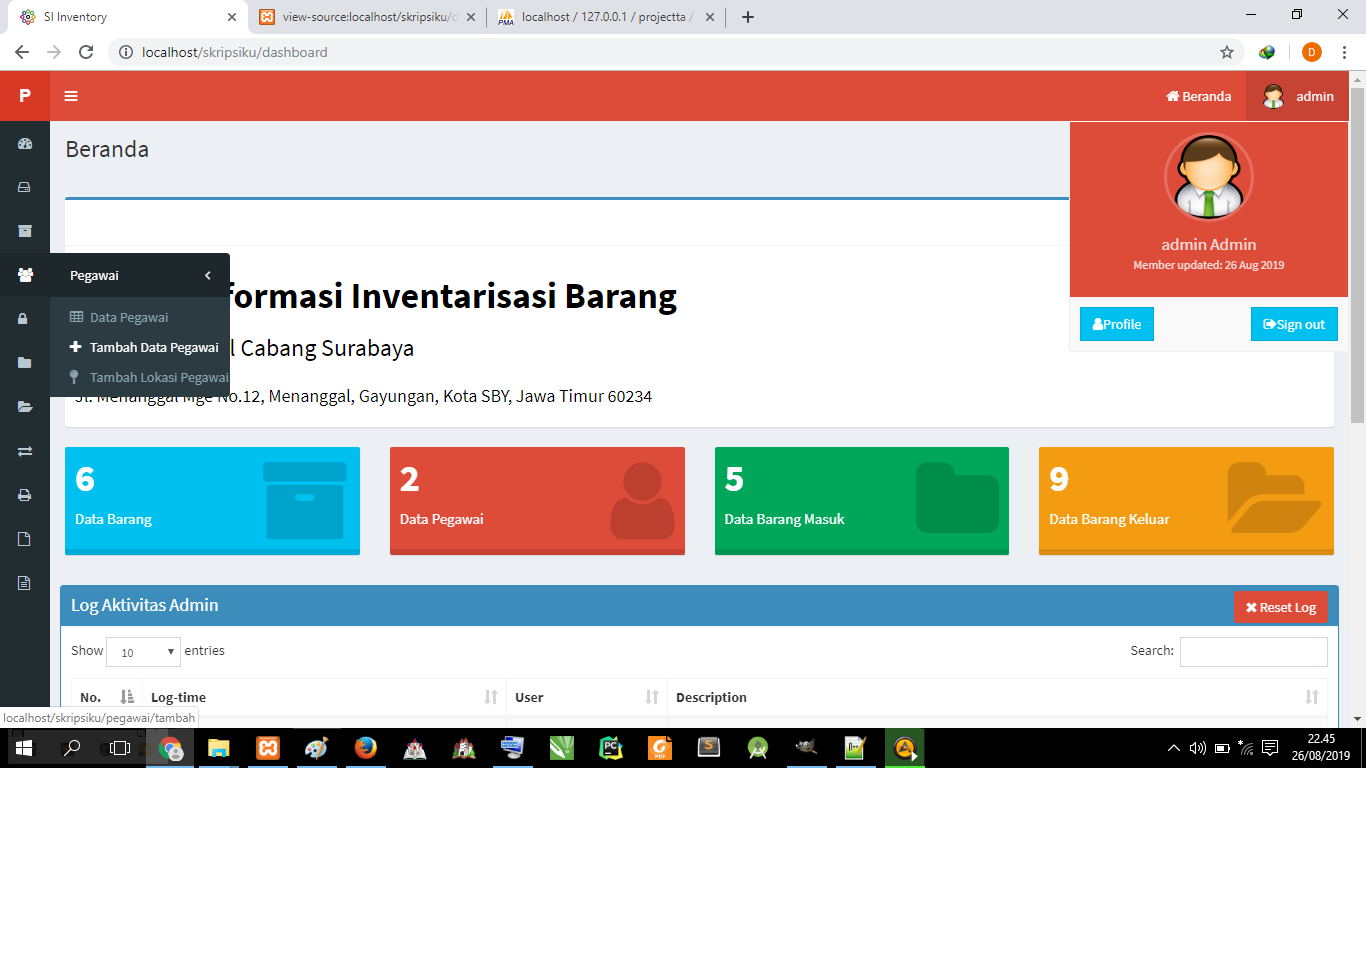 SI Inventory
view-source:localhost/skripsiku/d
localhost / 127.0.0.1 / projectta /
localhost/skripsiku/dashboard
D
P
Beranda
admin
Beranda
admin Admin
Member updated: 26 Aug 2019
Profile
Sign out
Pegawai
Data Pegawai
Tambah Data Pegawai
Tambah Lokasi Pegawai
formasi Inventarisasi Barang
l Cabang Surabaya
Jl. Menanggal Mge No.12, Menanggal, Gayungan, Kota SBY, Jawa Timur 60234
6
Data Barang
2
Data Pegawai
5
Data Barang Masuk
9
Data Barang Keluar
Log Aktivitas Admin
Reset Log
Show 10 entries
Search:
No. Log-time User Description
localhost/skripsiku/pegawai/tambah
22.45
26/08/2019